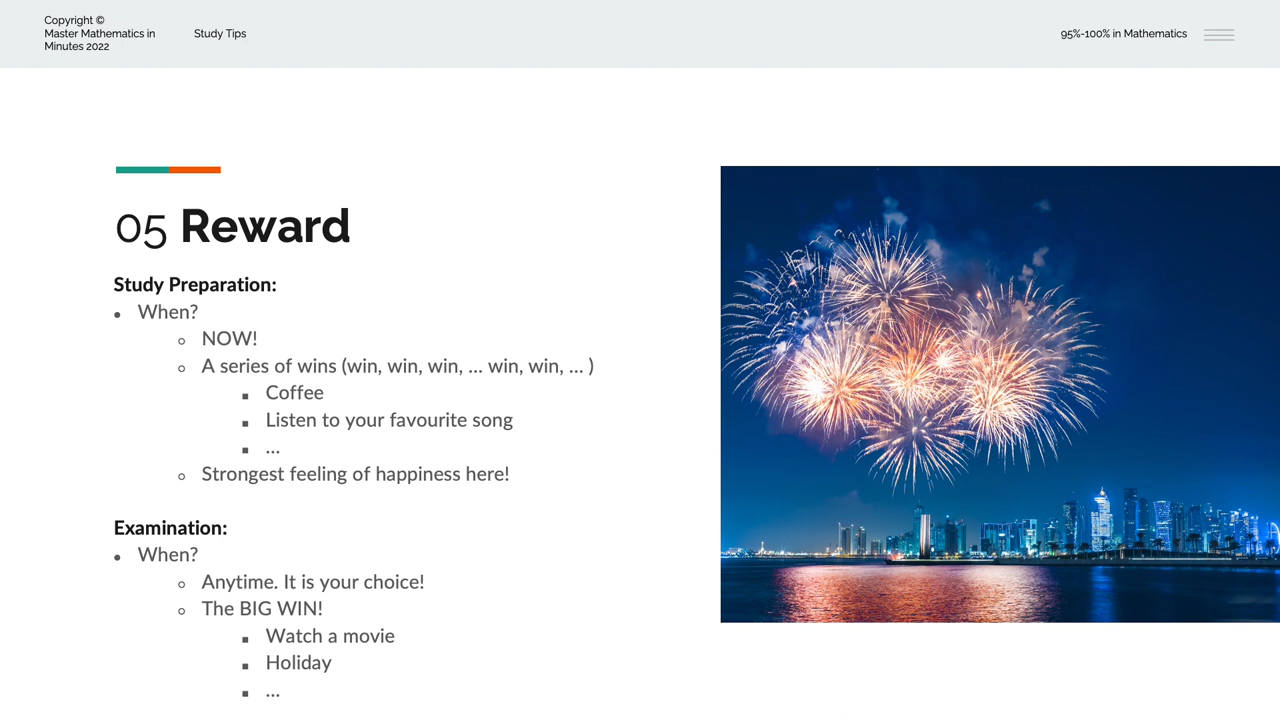 Copyright ©
Master Mathematics in
Minutes 2022
Study Tips
95%-100% in Mathematics
05 Reward
Study Preparation:
● When?
○ NOW!
○ A series of wins (win, win, win, ... win, win, ... )
■ Coffee
■ Listen to your favourite song
■ ...
○ Strongest feeling of happiness here!
Examination:
● When?
○ Anytime. It is your choice!
○ The BIG WIN!
■ Watch a movie
■ Holiday
■ ...